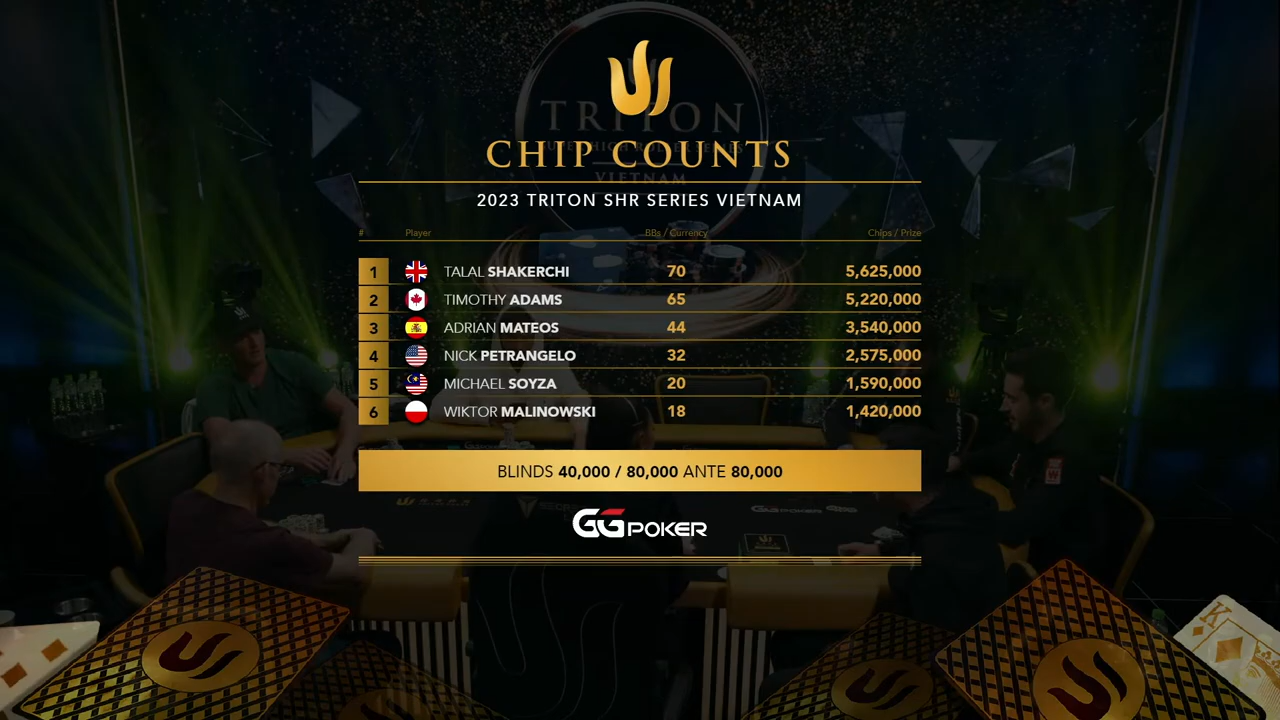 TRITON
VIETNAM
CHIP COUNTS
2023 TRITON SHR SERIES VIETNAM
# Player BBs / Currency Chips / Prize
1 TALAL SHAKERCHI 70 5,625,000
2 TIMOTHY ADAMS 65 5,220,000
3 ADRIAN MATEOS 44 3,540,000
4 NICK PETRANGELO 32 2,575,000
5 MICHAEL SOYZA 20 1,590,000
6 WIKTOR MALINOWSKI 18 1,420,000
BLINDS 40,000 / 80,000 ANTE 80,000
GGPOKER
K